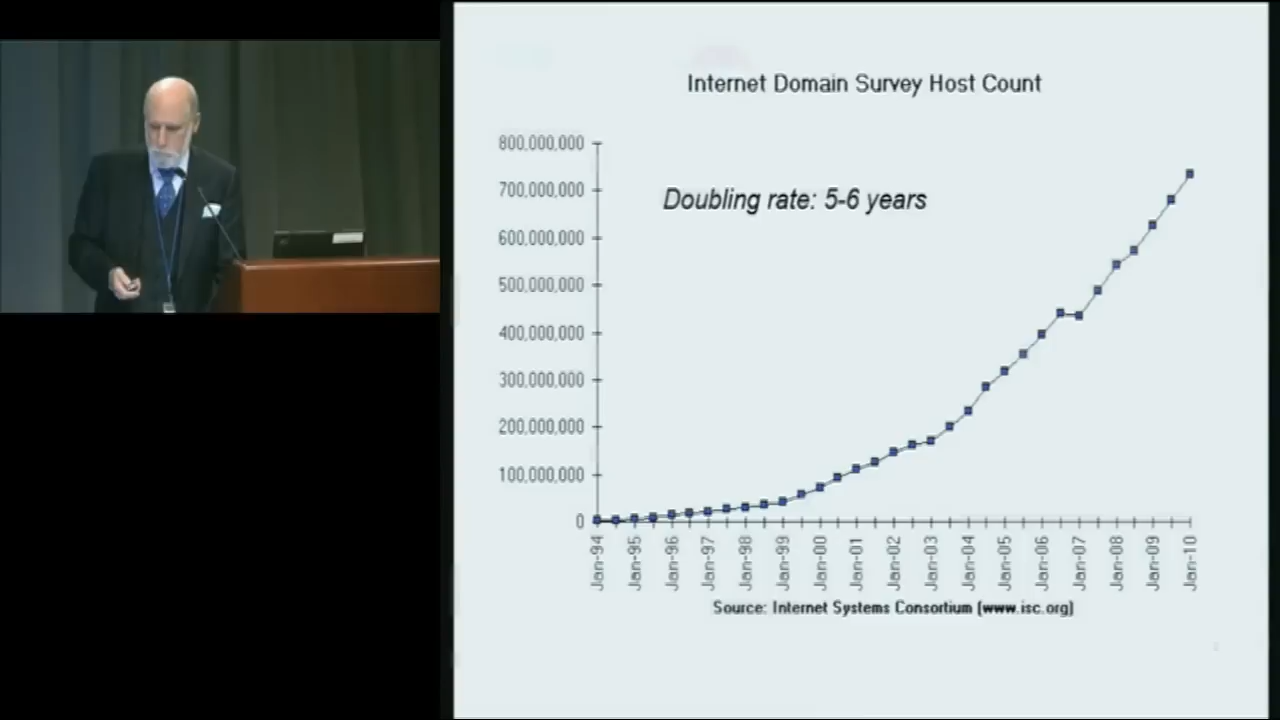 Internet Domain Survey Host Count
Doubling rate: 5-6 years
800,000,000
700,000,000
600,000,000
500,000,000
400,000,000
300,000,000
200,000,000
100,000,000
0
Jan-94
Jan-95
Jan-96
Jan-97
Jan-98
Jan-99
Jan-00
Jan-01
Jan-02
Jan-03
Jan-04
Jan-05
Jan-06
Jan-07
Jan-08
Jan-09
Jan-10
Source: Internet Systems Consortium (www.isc.org)